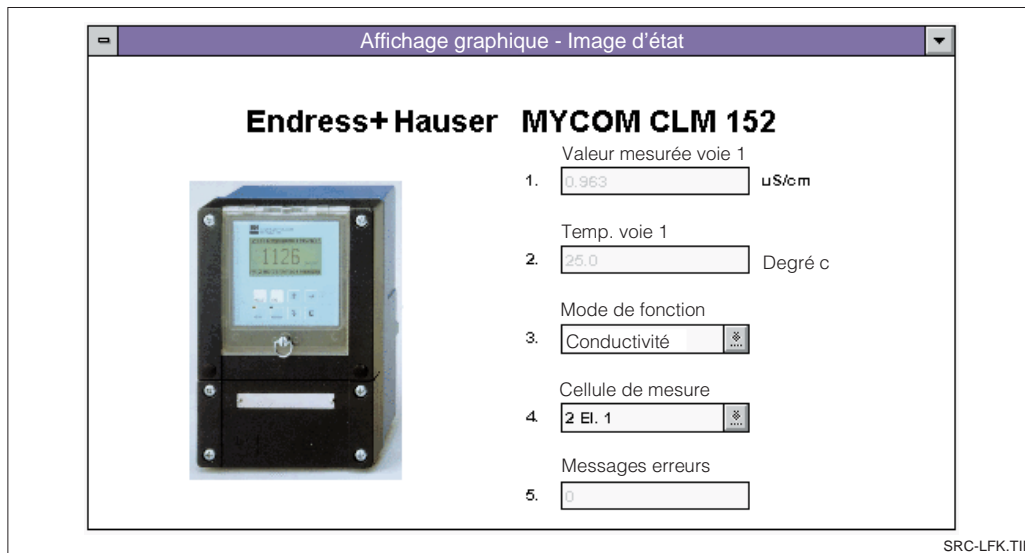 Affichage graphique - Image d'état
Endress+Hauser MYCOM CLM 152
Valeur mesurée voie 1
1. 0.963 uS/cm
Temp. voie 1
2. 25.0 Degré c
Mode de fonction
3. Conductivité
Cellule de mesure
4. 2 El. 1
Messages erreurs
5. 0
1126
SRC-LFK.TI